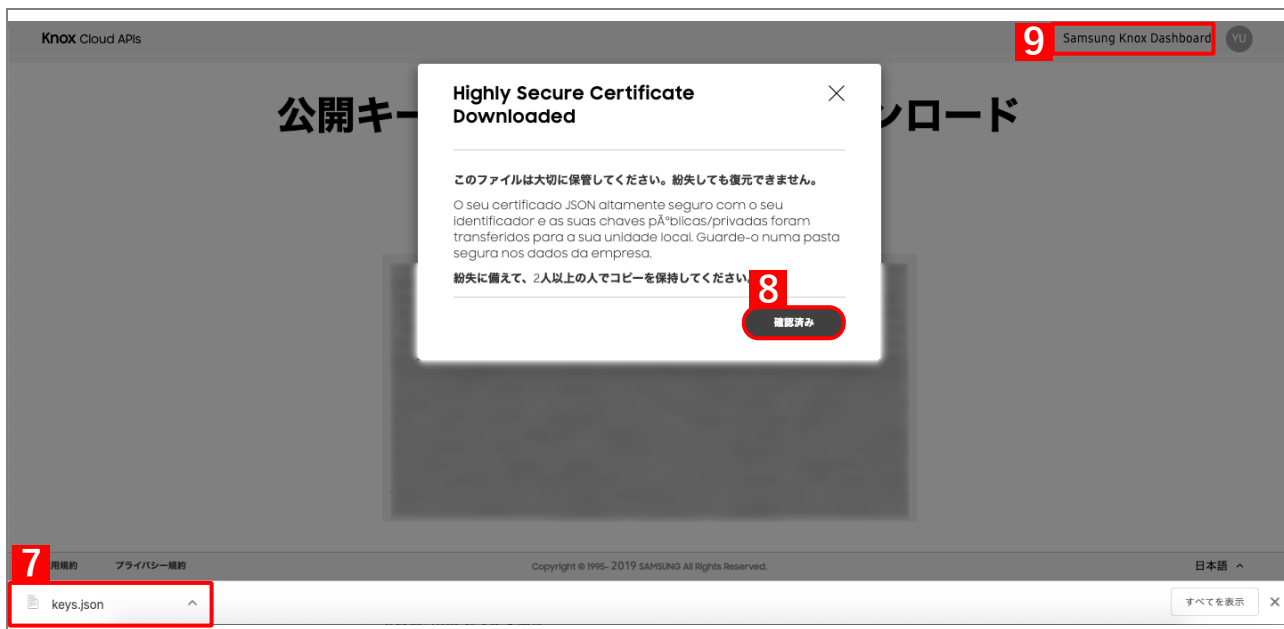 Knox Cloud APIs
9
Samsung Knox Dashboard
YU
公開キー
ンロード
Highly Secure Certificate
Downloaded
このファイルは大切に保管してください。紛失しても復元できません。
O seu certificado JSON altamente seguro com o seu
identificador e as suas chaves pÃºblicas/privadas foram
transferidos para a sua unidade local. Guarde-o numa pasta
segura nos dados da empresa.
紛失に備えて、2人以上の人でコピーを保持してください。
8
確認済み
7
用規約
プライバシー規約
Copyright © 1995-2019 SAMSUNG All Rights Reserved.
日本語
keys.json
すべてを表示